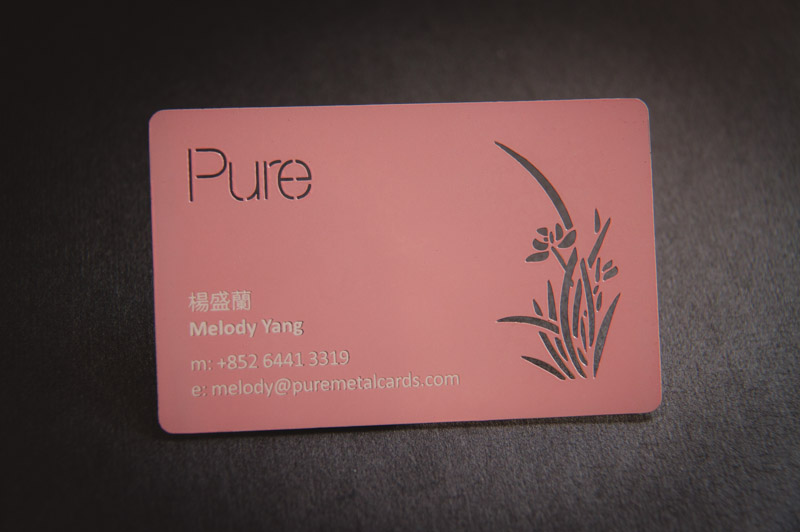 Pure
楊盛蘭
Melody Yang
m: +852 6441 3319
e: melody@puremetalcards.com